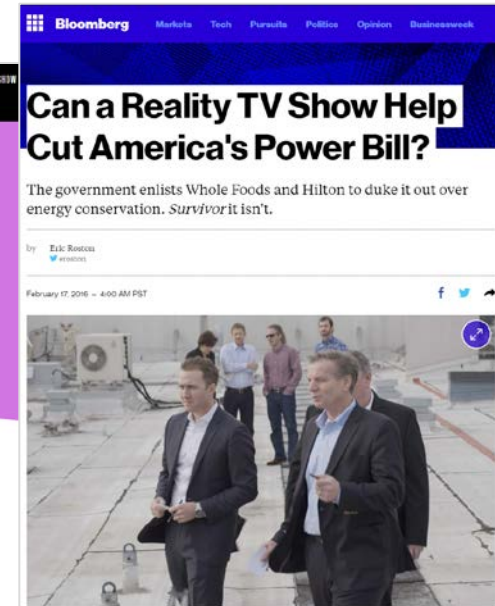 Bloomberg Markets Tech Pursuits Politics Opinion Businessweek
SHOW
Can a Reality TV Show Help
Cut America's Power Bill?
The government enlists Whole Foods and Hilton to duke it out over
energy conservation. Survivor it isn't.
by Eric Roston
eroston
February 17, 2016 – 4:00 AM PST
f